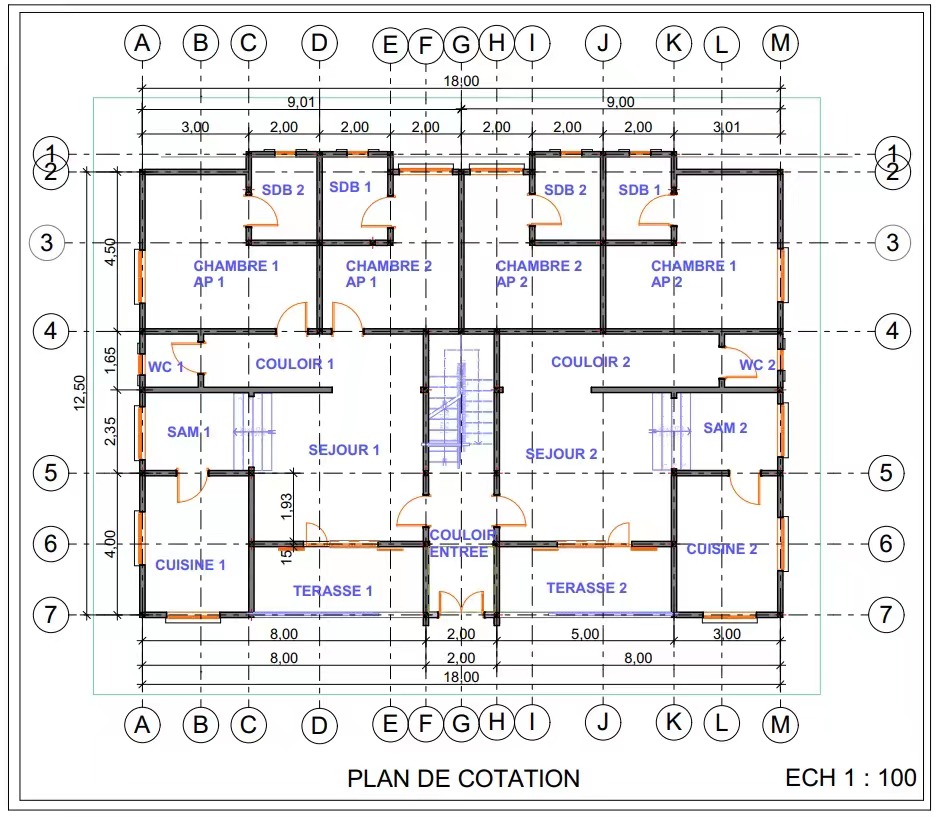 A B C D E F G H I J K L M
18,00
9,01 9,00
3,00 2,00 2,00 2,00 2,00 2,00 2,00 3,01
1 1
2 2
SDB 2 SDB 1 SDB 2 SDB 1
3 3
4,50
CHAMBRE 1 CHAMBRE 2 CHAMBRE 2 CHAMBRE 1
AP 1 AP 1 AP 2 AP 2
4 4
1,65
WC 1 COULOIR 1 COULOIR 2 WC 2
12,50
2,35
SAM 1 SEJOUR 1 SEJOUR 2 SAM 2
5 5
1,93
4,00
6 COULOIR 6
ENTREE
15
CUISINE 1 CUISINE 2
TERASSE 1 TERASSE 2
7 7
8,00 2,00 5,00 3,00
8,00 2,00 8,00
18,00
A B C D E F G H I J K L M
PLAN DE COTATION
ECH 1 : 100